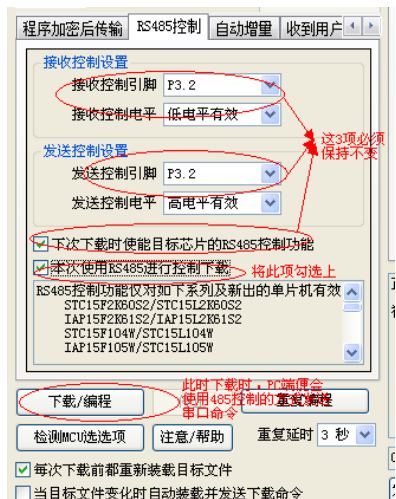 程序加密后传输 RS485控制 自动增量 收到用户
接收控制设置
接收控制引脚 P3.2
接收控制电平 低电平有效
这3项必须
保持不变
发送控制设置
发送控制引脚 P3.2
发送控制电平 高电平有效
下次下载时使能目标芯片的RS485控制功能
本次使用RS485进行控制下载 将此项勾选上
RS485控制功能仅对如下系列及新出的单片机有效
STC15F2K60S2/STC15L2K60S2
IAP15F2K61S2/IAP15L2K61S2
STC15F104W/STC15L104W
IAP15F105W/STC15L105W
此时下载时，PC端便会
下载/编程 使用485控制的 重复编程
串口命令
检测MCU选选项 注意/帮助 重复延时 3 秒
每次下载前都重新装载目标文件
当目标文件变化时自动装载并发送下载命令